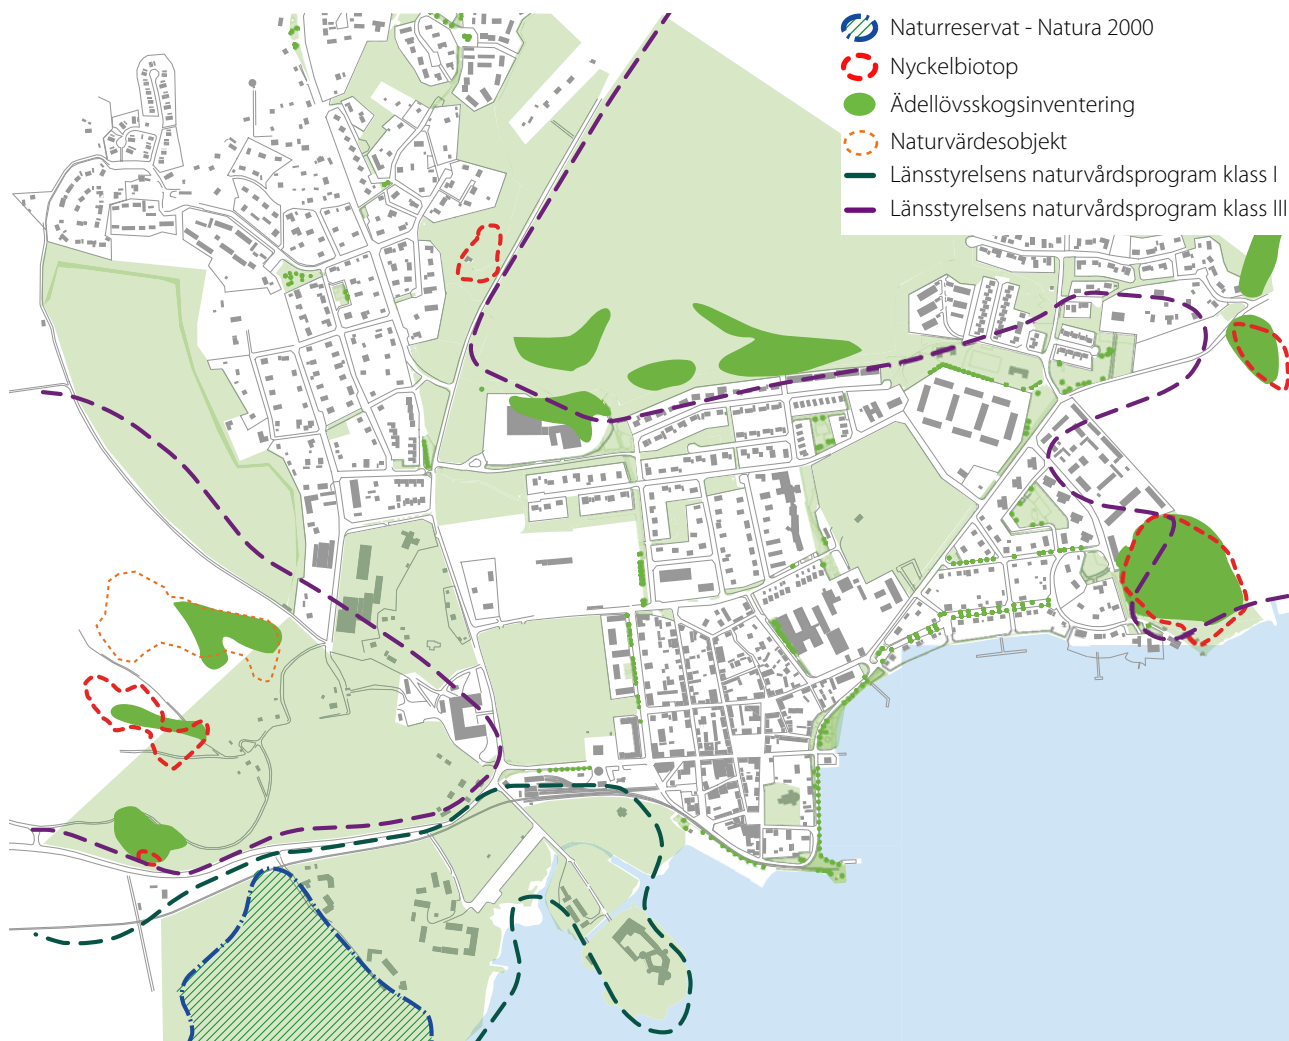 Naturreservat - Natura 2000
Nyckelbiotop
Ädellövsskogsinventering
Naturvärdesobjekt
Länsstyrelsens naturvårdsprogram klass I
Länsstyrelsens naturvårdsprogram klass III